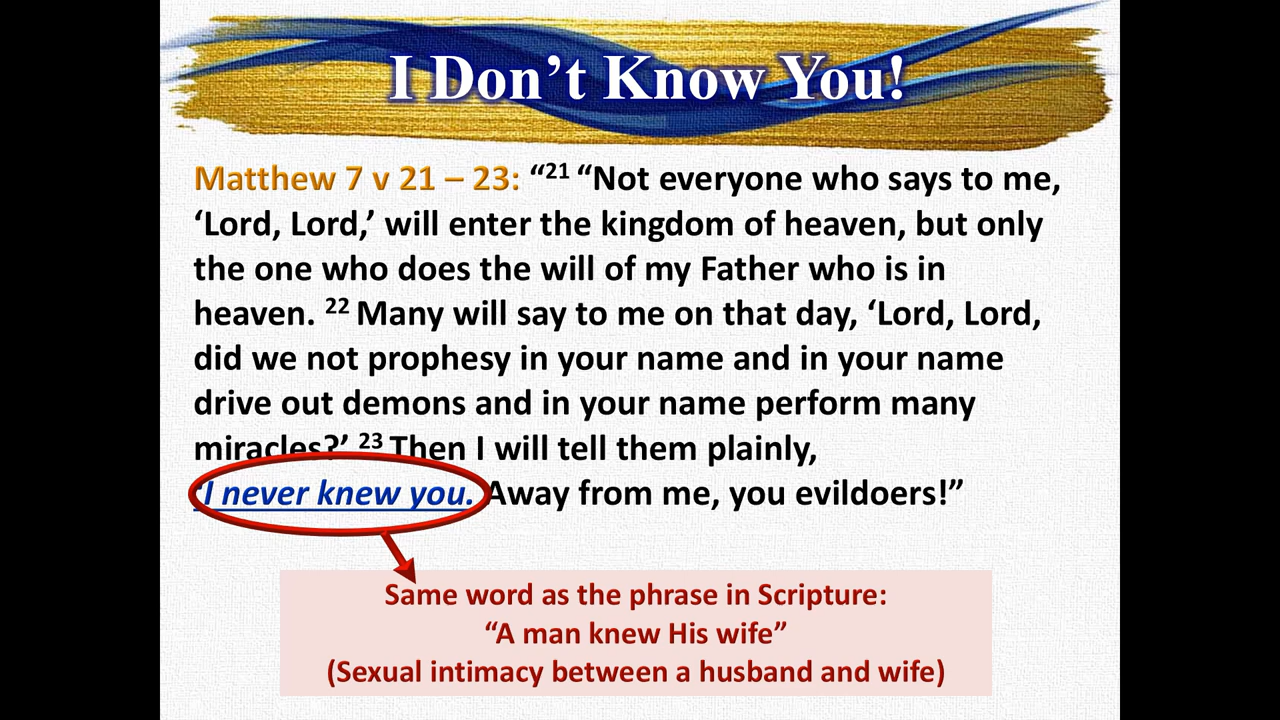 I Don’t Know You!
Matthew 7 v 21 – 23: “21 “Not everyone who says to me,
‘Lord, Lord,’ will enter the kingdom of heaven, but only
the one who does the will of my Father who is in
heaven. 22 Many will say to me on that day, ‘Lord, Lord,
did we not prophesy in your name and in your name
drive out demons and in your name perform many
miracles?’ 23 Then I will tell them plainly,
‘I never knew you. Away from me, you evildoers!”
Same word as the phrase in Scripture:
“A man knew His wife”
(Sexual intimacy between a husband and wife)